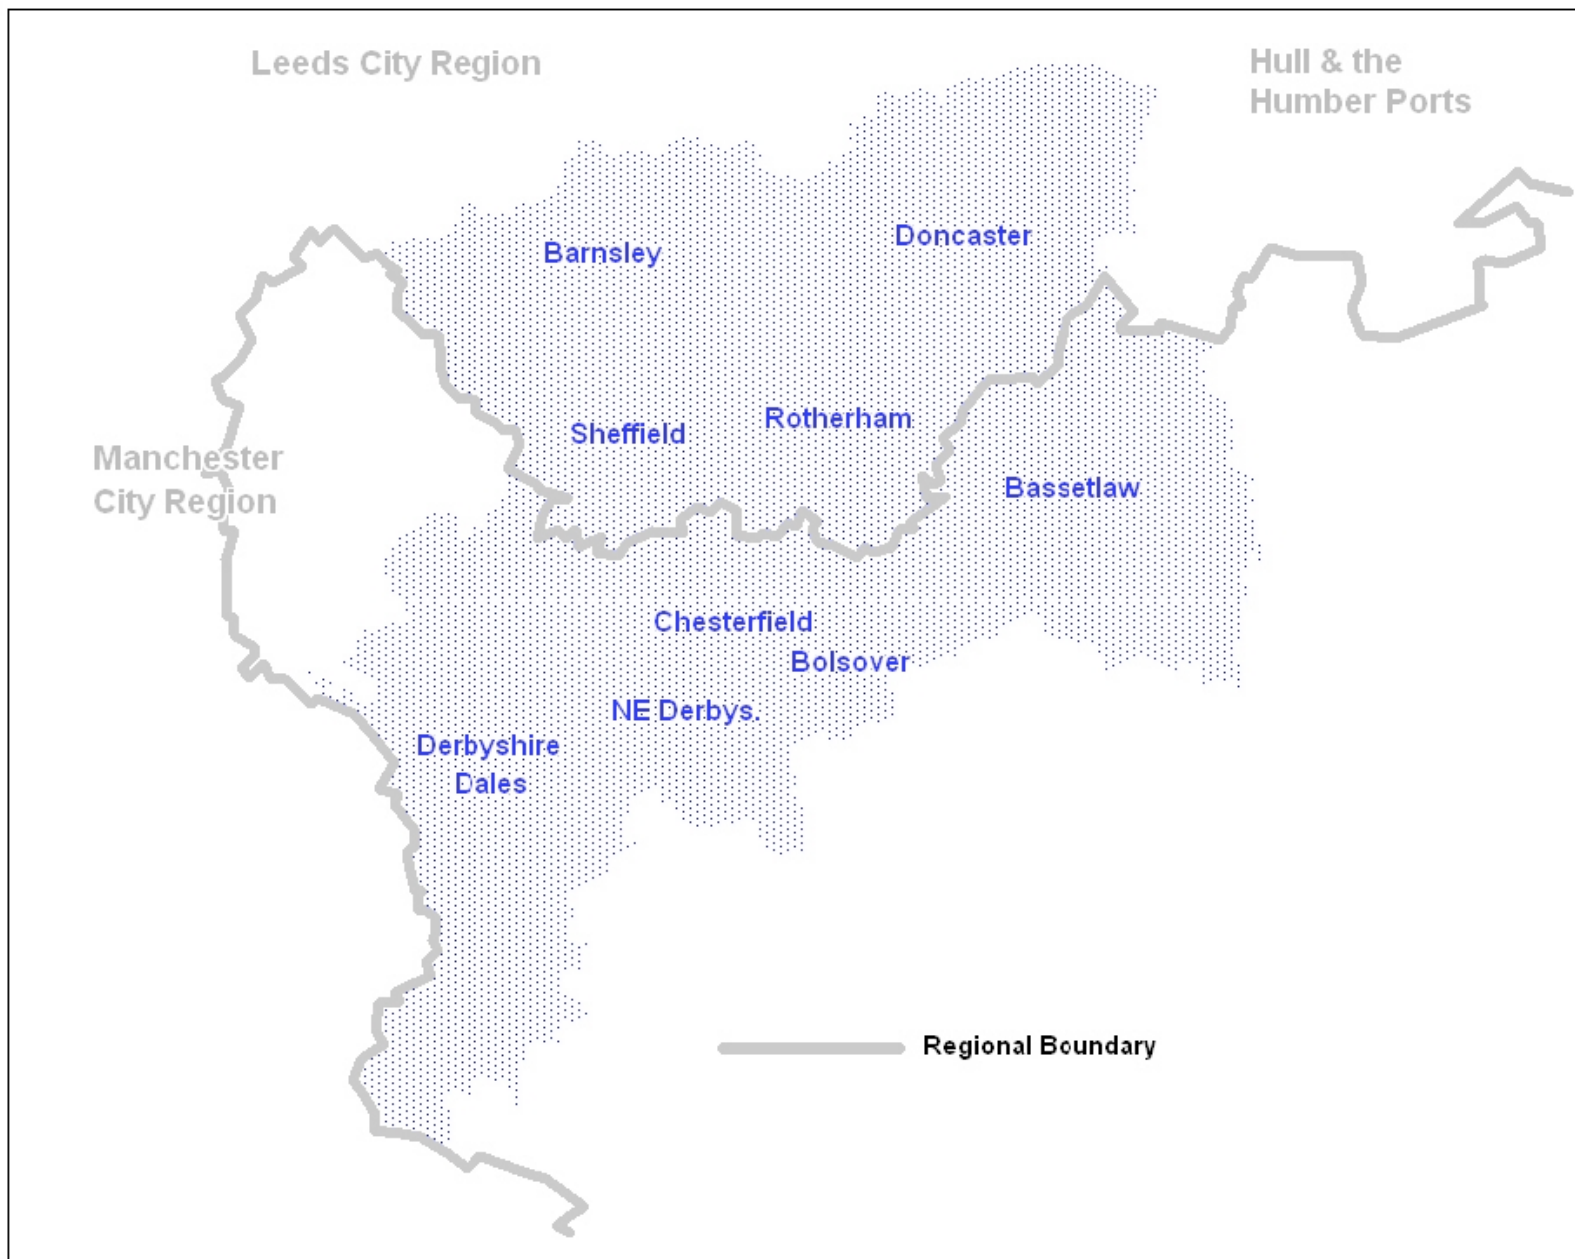 Leeds City Region
Hull & the
Humber Ports
Doncaster
Barnsley
Rotherham
Sheffield
Manchester
City Region
Bassetlaw
Chesterfield
Bolsover
NE Derbys.
Derbyshire
Dales
Regional Boundary